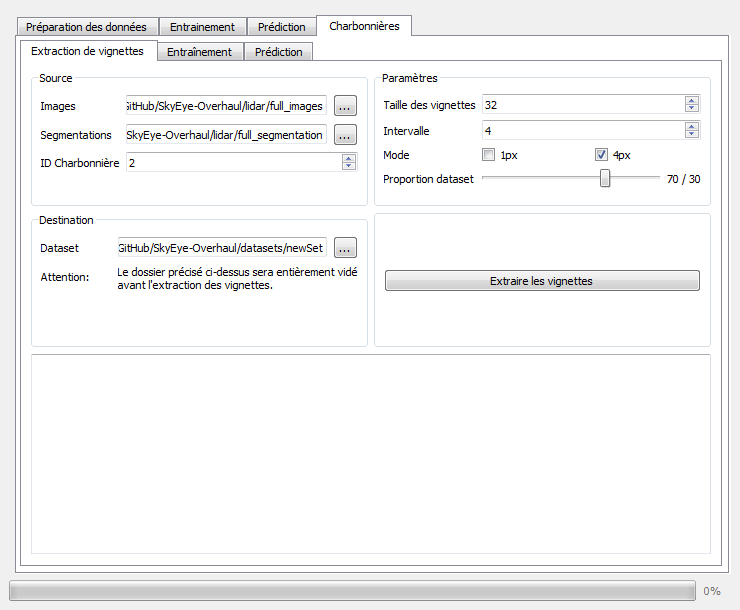 Préparation des données Entrainement Prédiction Charbonnières
Extraction de vignettes Entraînement Prédiction
Source
Images GitHub/SkyEye-Overhaul/lidar/full_images ...
Segmentations SkyEye-Overhaul/lidar/full_segmentation ...
ID Charbonnière 2
Paramètres
Taille des vignettes 32
Intervalle 4
Mode 1px 4px
Proportion dataset 70 / 30
Destination
Dataset GitHub/SkyEye-Overhaul/datasets/newSet ...
Attention: Le dossier précisé ci-dessus sera entièrement vidé
avant l'extraction des vignettes.
Extraire les vignettes
0%